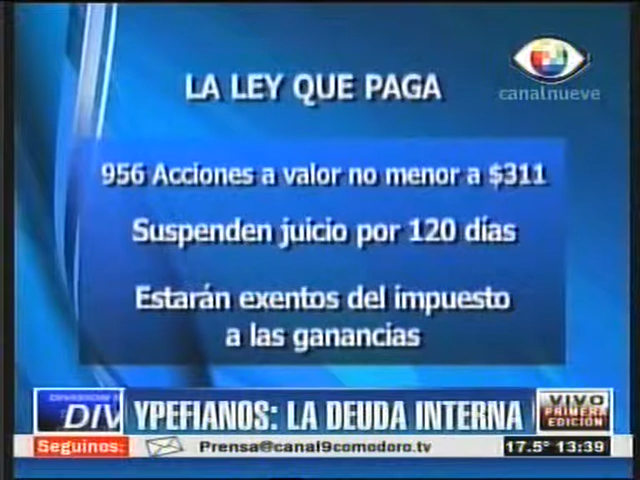 canalnueve
LA LEY QUE PAGA
956 Acciones a valor no menor a $311
Suspenden juicio por 120 días
Estarán exentos del impuesto
a las ganancias
DIV
YPEFIANOS: LA DEUDA INTERNA
VIVO
PRIMERA
EDICIÓN
Seguinos:
Prensa@canal9comodoro.tv
17.5° 13:39